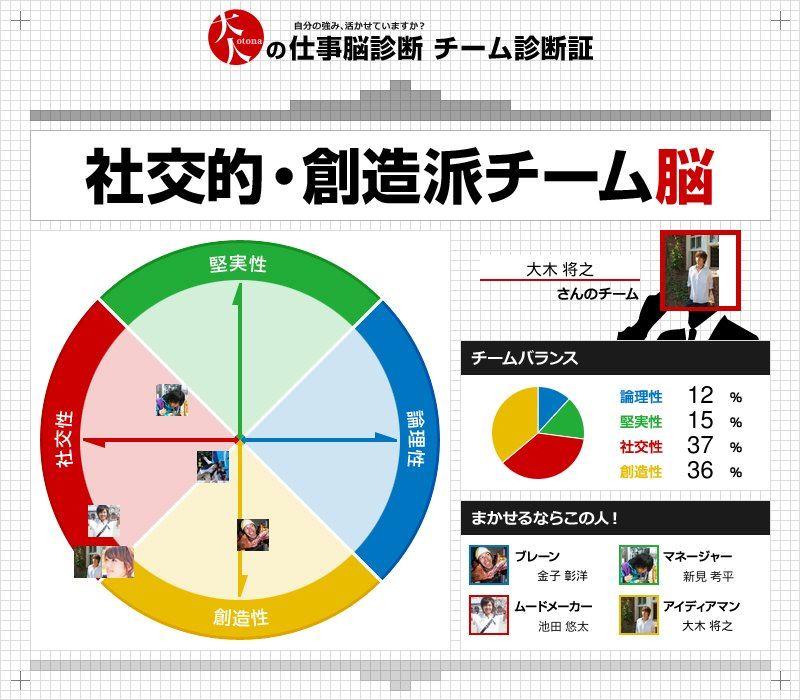 自分の強み、活かせていますか？
大人 otona の仕事脳診断 チーム診断証
社交的・創造派チーム脳
堅実性
論理性
社交性
創造性
大木 将之
さんのチーム
チームバランス
論理性 12 %
堅実性 15 %
社交性 37 %
創造性 36 %
まかせるならこの人！
ブレーン
金子 彰洋
マネージャー
新見 考平
ムードメーカー
池田 悠太
アイディアマン
大木 将之